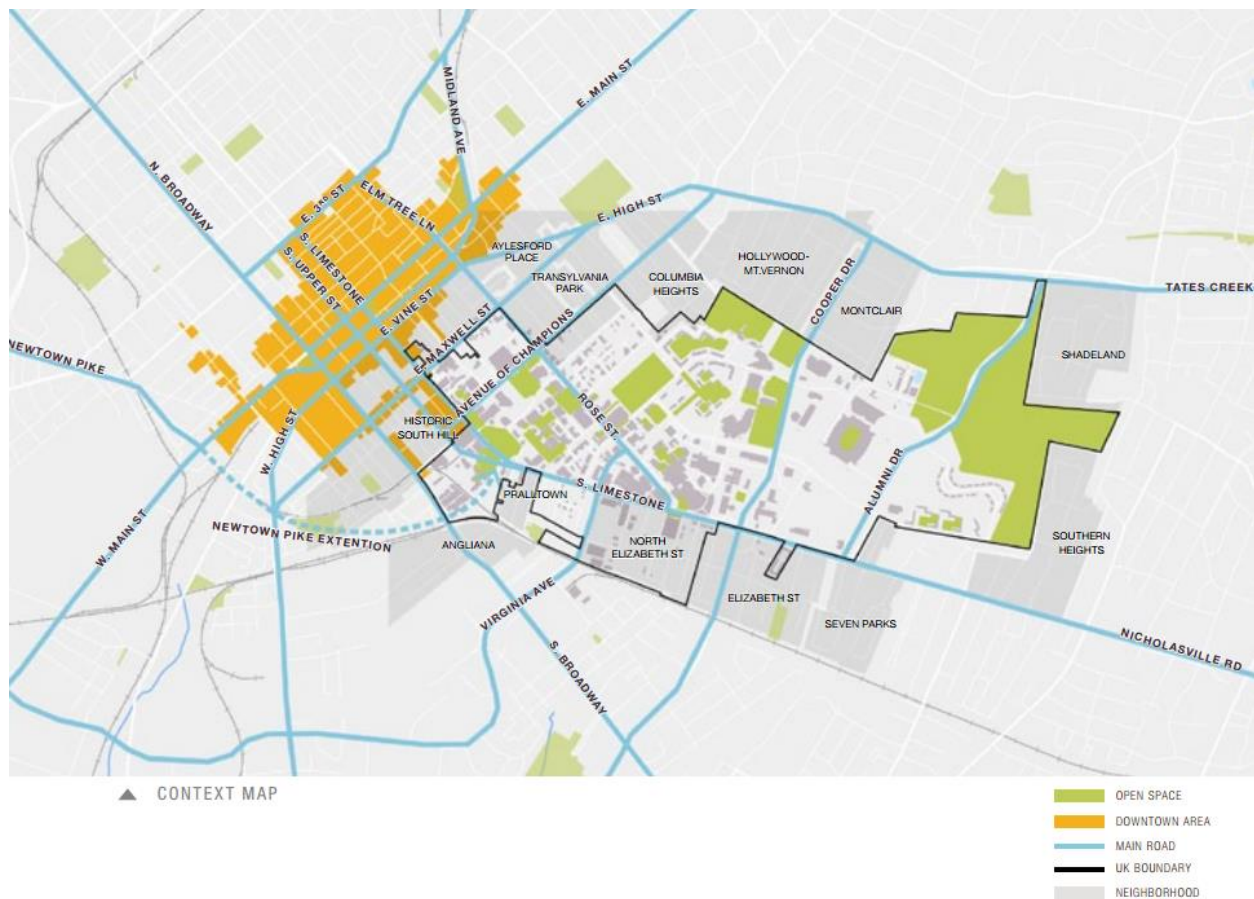 MIDLAND AVE
E. MAIN ST
N. BROADWAY
E. 3RD ST
ELM TREE LN
S. LIMESTONE
S. UPPER ST
E. HIGH ST
AYLESFORD
PLACE
TRANSYLVANIA
PARK
COLUMBIA
HEIGHTS
HOLLYWOOD-
MT.VERNON
COOPER DR
MONTCLAIR
TATES CREEK
SHADELAND
E. VINE ST
E. MAXWELL ST
AVENUE OF CHAMPIONS
NEWTOWN PIKE
HISTORIC
SOUTH HILL
ROSE ST.
W. HIGH ST
ALUMNI DR
S. LIMESTONE
PRALLTOWN
W. MAIN ST
NEWTOWN PIKE EXTENTION
ANGLIANA
NORTH
ELIZABETH ST
SOUTHERN
HEIGHTS
VIRGINIA AVE
ELIZABETH ST
SEVEN PARKS
NICHOLASVILLE RD
S. BROADWAY
CONTEXT MAP
OPEN SPACE
DOWNTOWN AREA
MAIN ROAD
UK BOUNDARY
NEIGHBORHOOD